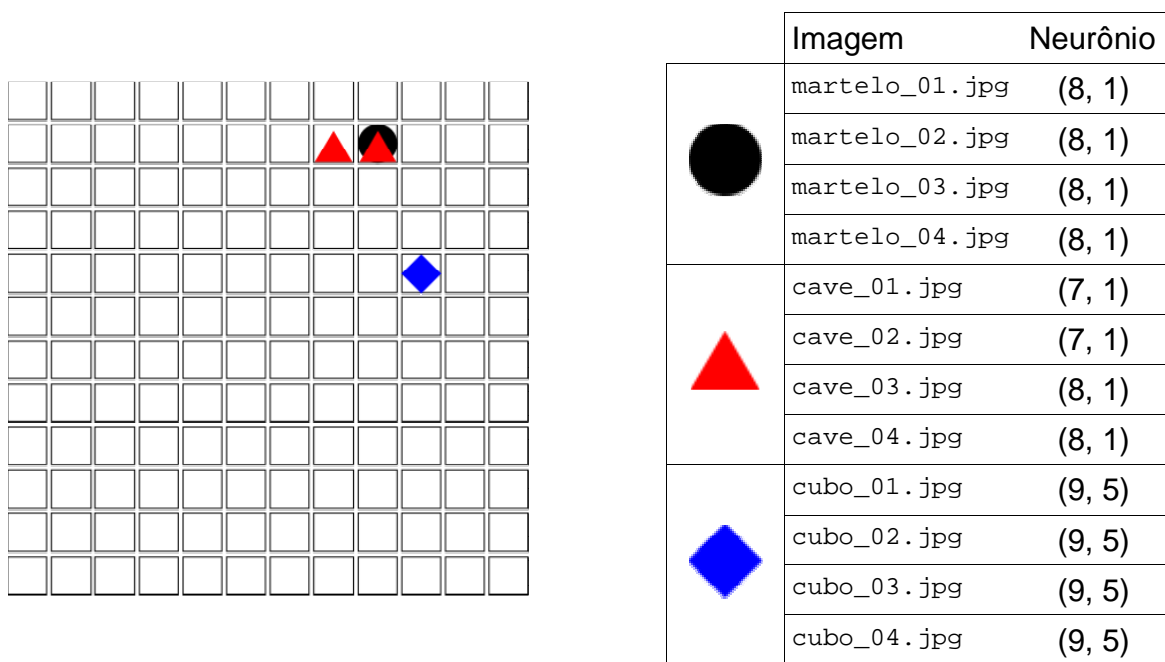 Imagem Neurônio
martelo_01.jpg (8, 1)
martelo_02.jpg (8, 1)
martelo_03.jpg (8, 1)
martelo_04.jpg (8, 1)
cave_01.jpg (7, 1)
cave_02.jpg (7, 1)
cave_03.jpg (8, 1)
cave_04.jpg (8, 1)
cubo_01.jpg (9, 5)
cubo_02.jpg (9, 5)
cubo_03.jpg (9, 5)
cubo_04.jpg (9, 5)